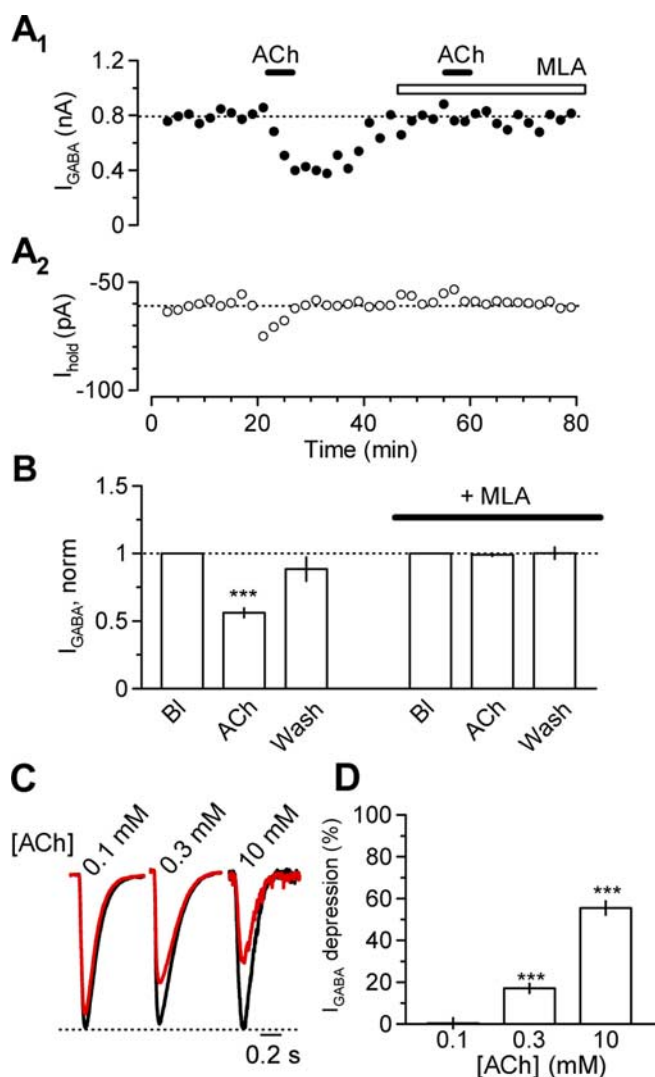 A1
ACh ACh
MLA
1.2
0.8
0.4
0
IGABA (nA)
A2
-50
-100
Ihold (pA)
0 20 40 60 80
Time (min)
B
+ MLA
1.5
1
0.5
0
IGABA, norm
***
Bl ACh Wash Bl ACh Wash
C
[ACh] 0.1 mM 0.3 mM 10 mM
0.2 s
D
100
80
60
40
20
0
IGABA depression (%)
***
***
0.1 0.3 10
[ACh] (mM)